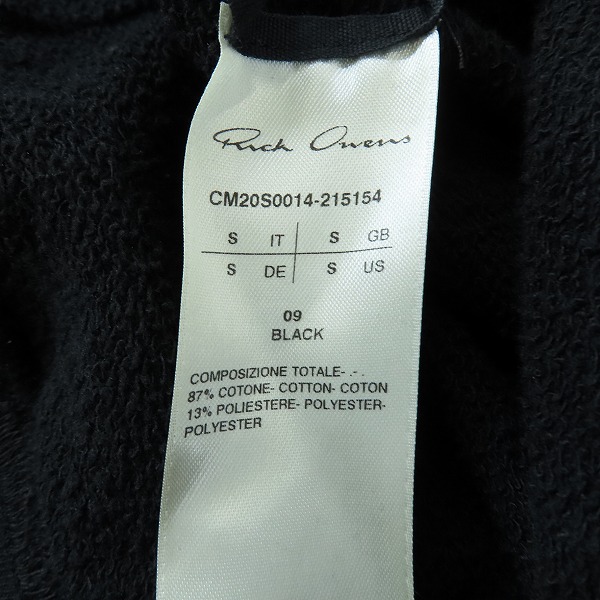 Rick Owens
CM20S0014-215154
S IT S GB
S DE S US
09
BLACK
COMPOSIZIONE TOTALE- .- .
87% COTONE- COTTON- COTON
13% POLIESTERE- POLYESTER-
POLYESTER